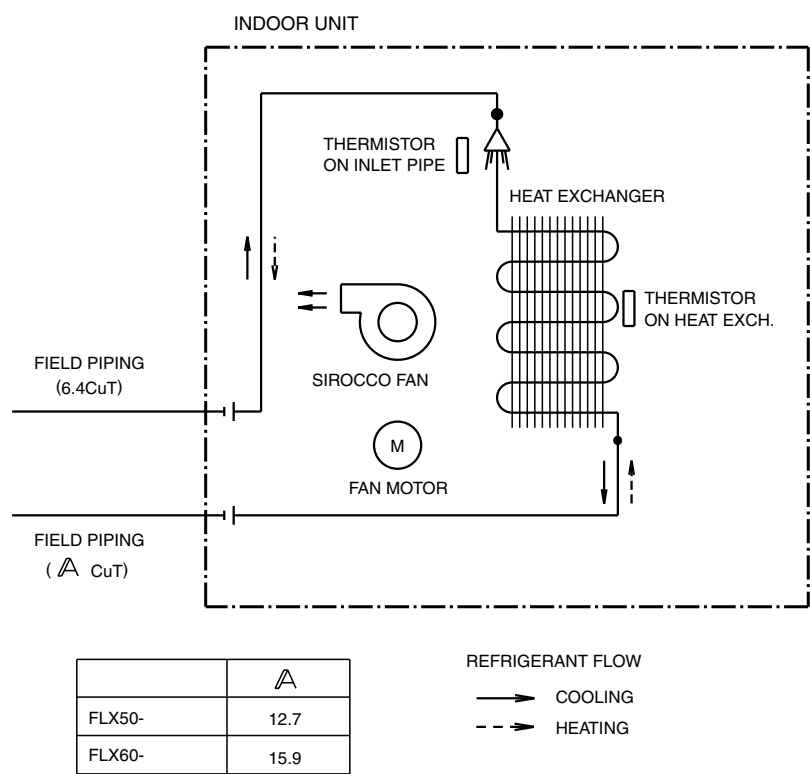 INDOOR UNIT
THERMISTOR
ON INLET PIPE
HEAT EXCHANGER
THERMISTOR
ON HEAT EXCH.
SIROCCO FAN
FIELD PIPING
(6.4CuT)
M
FAN MOTOR
FIELD PIPING
( A CuT)
A
FLX50- 12.7
FLX60- 15.9
REFRIGERANT FLOW
COOLING
HEATING